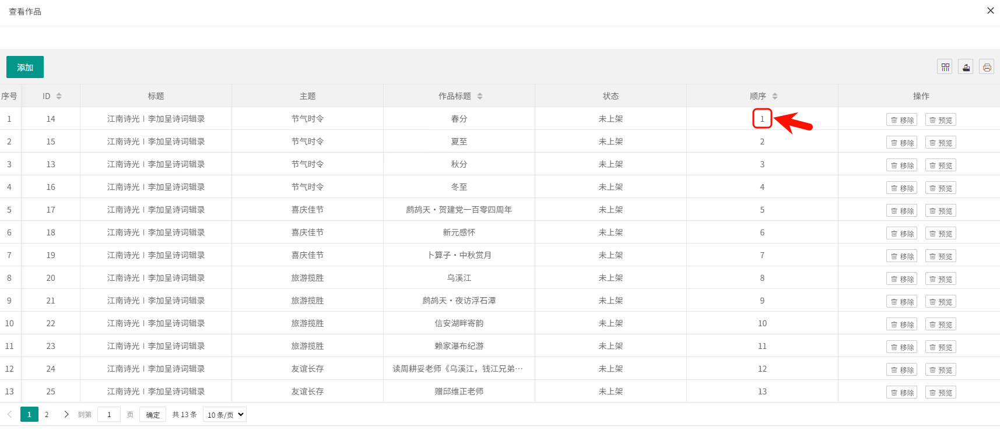 查看作品
添加
序号 ID 标题 主题 作品标题 状态 顺序 操作
1 14 江南诗光 | 李加呈诗词辑录 节气时令 春分 未上架 1 移除 预览
2 15 江南诗光 | 李加呈诗词辑录 节气时令 夏至 未上架 2 移除 预览
3 13 江南诗光 | 李加呈诗词辑录 节气时令 秋分 未上架 3 移除 预览
4 16 江南诗光 | 李加呈诗词辑录 节气时令 冬至 未上架 4 移除 预览
5 17 江南诗光 | 李加呈诗词辑录 喜庆佳节 鹧鸪天·贺建党一百零四周年 未上架 5 移除 预览
6 18 江南诗光 | 李加呈诗词辑录 喜庆佳节 新元感怀 未上架 6 移除 预览
7 19 江南诗光 | 李加呈诗词辑录 喜庆佳节 卜算子·中秋赏月 未上架 7 移除 预览
8 20 江南诗光 | 李加呈诗词辑录 旅游揽胜 乌溪江 未上架 8 移除 预览
9 21 江南诗光 | 李加呈诗词辑录 旅游揽胜 鹧鸪天·夜访浮石潭 未上架 9 移除 预览
10 22 江南诗光 | 李加呈诗词辑录 旅游揽胜 信安湖畔寄韵 未上架 10 移除 预览
11 23 江南诗光 | 李加呈诗词辑录 旅游揽胜 赖家瀑布纪游 未上架 11 移除 预览
12 24 江南诗光 | 李加呈诗词辑录 友谊长存 读周耕妥老师《乌溪江，钱江兄弟… 未上架 12 移除 预览
13 25 江南诗光 | 李加呈诗词辑录 友谊长存 赠邱维正老师 未上架 13 移除 预览
1 2 到第 1 页 确定 共 13 条 10 条/页